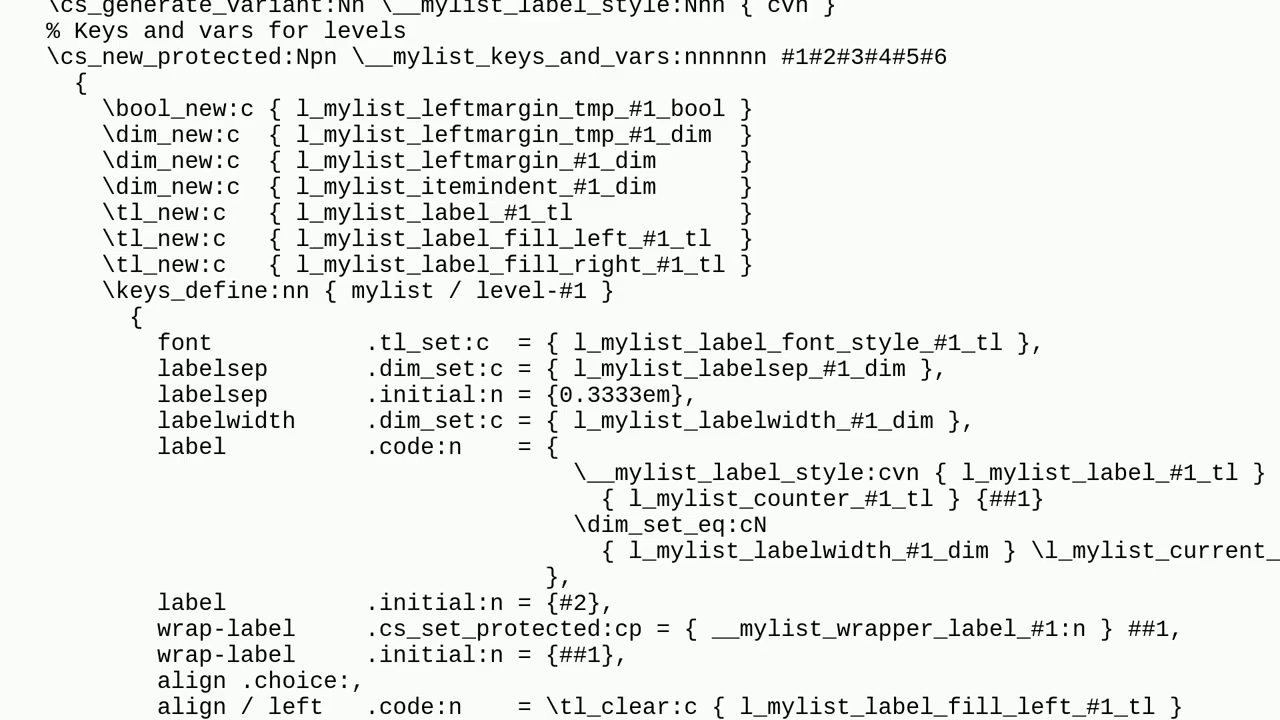 \cs_generate_variant:Nn \__mylist_label_style:Nnn { cvn }
% Keys and vars for levels
\cs_new_protected:Npn \__mylist_keys_and_vars:nnnnnn #1#2#3#4#5#6
  {
    \bool_new:c { l_mylist_leftmargin_tmp_#1_bool }
    \dim_new:c  { l_mylist_leftmargin_tmp_#1_dim  }
    \dim_new:c  { l_mylist_leftmargin_#1_dim      }
    \dim_new:c  { l_mylist_itemindent_#1_dim      }
    \tl_new:c   { l_mylist_label_#1_tl            }
    \tl_new:c   { l_mylist_label_fill_left_#1_tl  }
    \tl_new:c   { l_mylist_label_fill_right_#1_tl }
    \keys_define:nn { mylist / level-#1 }
      {
        font           .tl_set:c  = { l_mylist_label_font_style_#1_tl },
        labelsep       .dim_set:c = { l_mylist_labelsep_#1_dim },
        labelsep       .initial:n = {0.3333em},
        labelwidth     .dim_set:c = { l_mylist_labelwidth_#1_dim },
        label          .code:n    = {
                                      \__mylist_label_style:cvn { l_mylist_label_#1_tl }
                                        { l_mylist_counter_#1_tl } {##1}
                                      \dim_set_eq:cN
                                        { l_mylist_labelwidth_#1_dim } \l_mylist_current_
                                    },
        label          .initial:n = {#2},
        wrap-label     .cs_set_protected:cp = { __mylist_wrapper_label_#1:n } ##1,
        wrap-label     .initial:n = {##1},
        align .choice:,
        align / left   .code:n    = \tl_clear:c { l_mylist_label_fill_left_#1_tl }